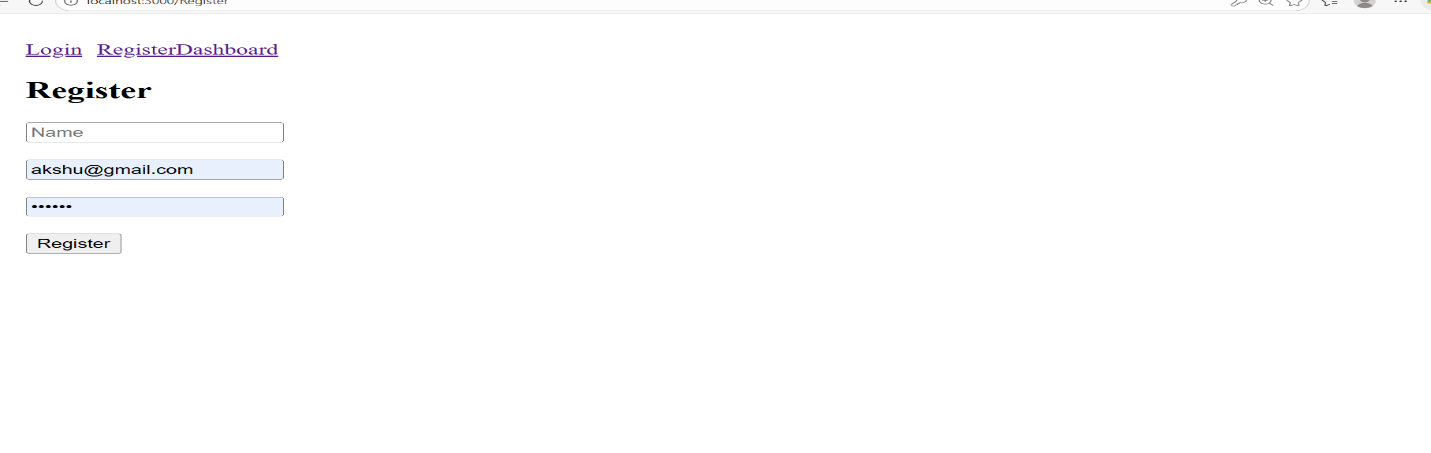 localhost:3000/Register
Login RegisterDashboard
Register
Name
akshu@gmail.com
••••••
Register